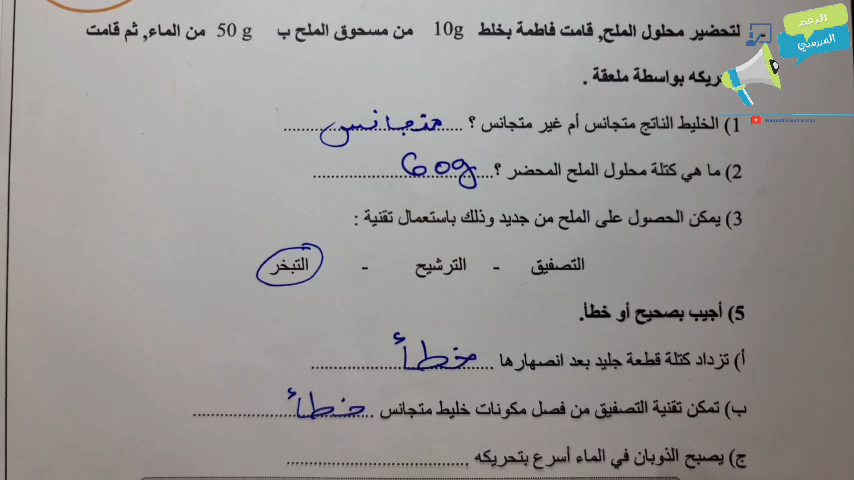 الدعم
المدرسي
لتحضير محلول الملح, قامت فاطمة بخلط 10g من مسحوق الملح ب 50 g من الماء, ثم قامت
ريكه بواسطة ملعقة .
1) الخليط الناتج متجانس أم غير متجانس ؟ متجانس
2) ما هي كتلة محلول الملح المحضر ؟ 60g
3) يمكن الحصول على الملح من جديد وذلك باستعمال تقنية :
التصفيق - الترشيح - التبخر
5) أجيب بصحيح أو خطأ.
أ) تزداد كتلة قطعة جليد بعد انصهارها خطأ
ب) تمكن تقنية التصفيق من فصل مكونات خليط متجانس خطأ
ج) يصبح الذوبان في الماء أسرع بتحريكه